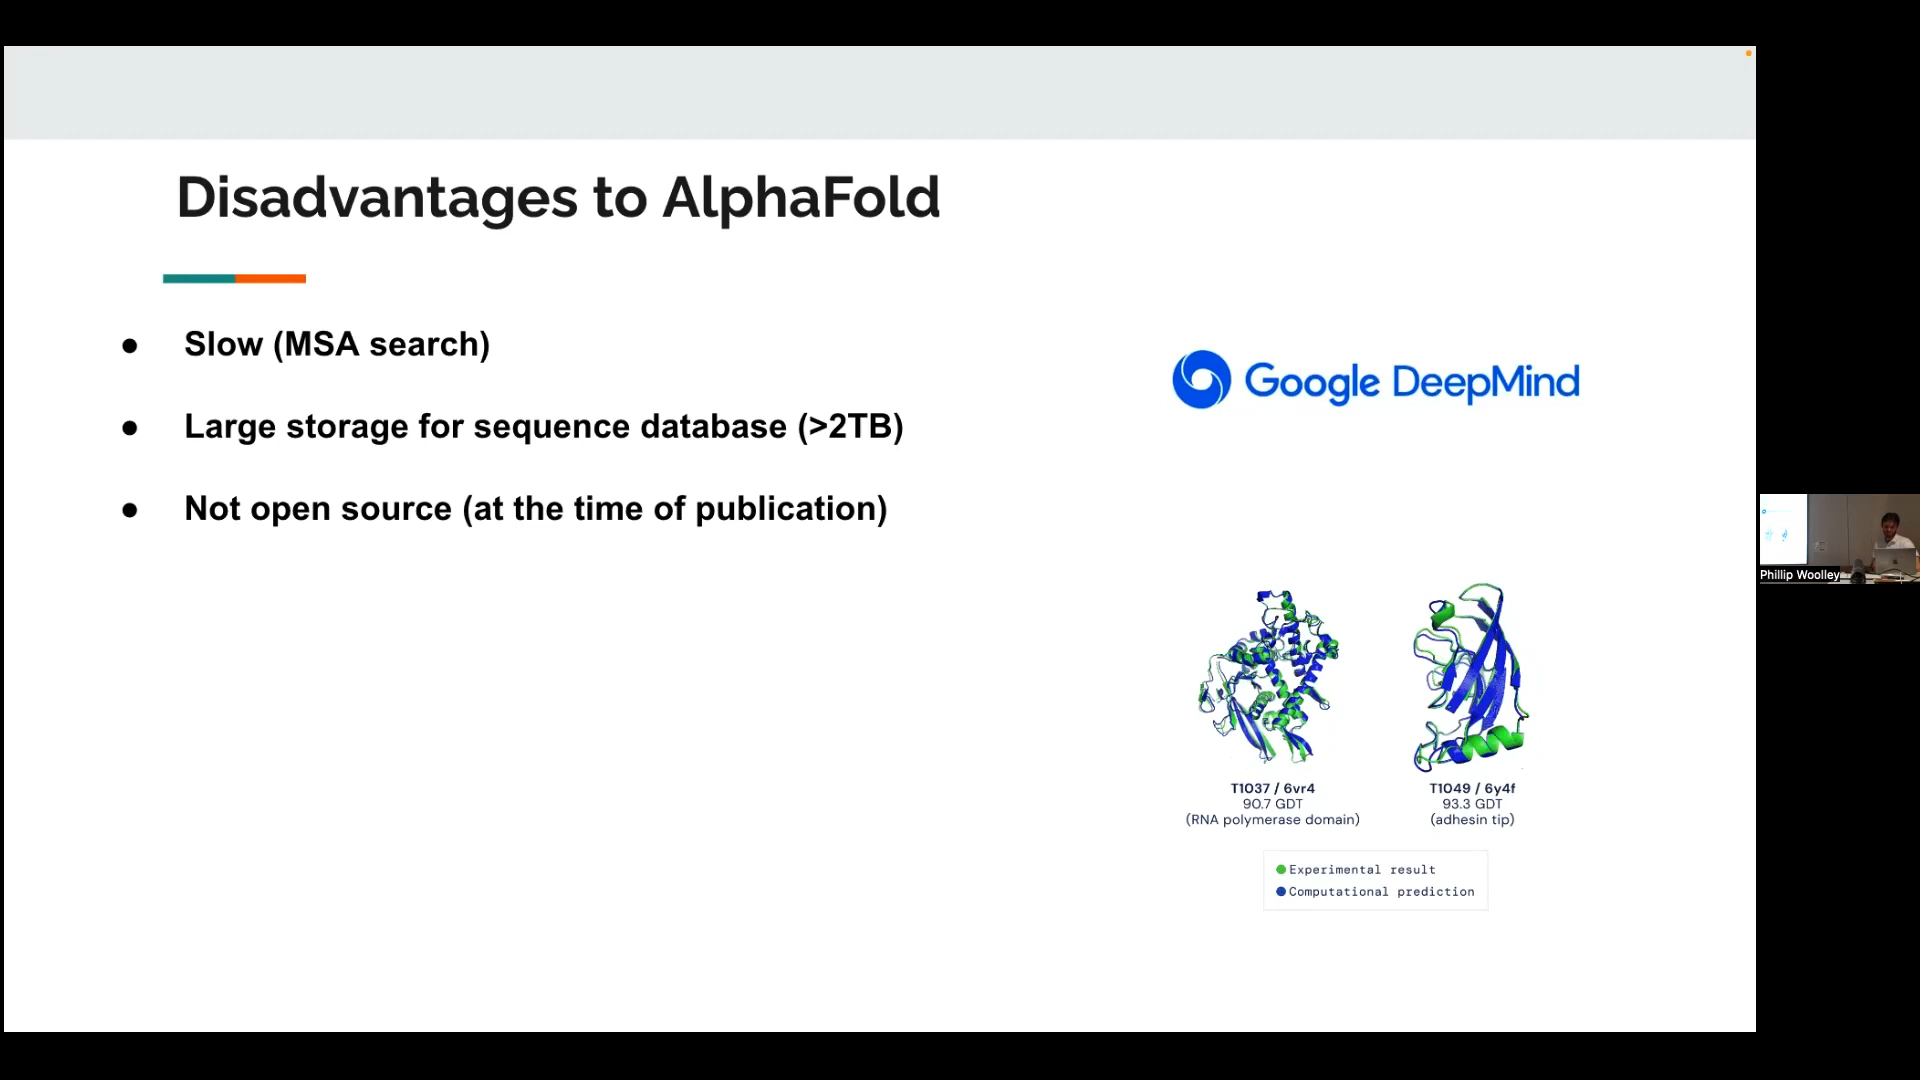 Disadvantages to AlphaFold
● Slow (MSA search)
● Large storage for sequence database (>2TB)
● Not open source (at the time of publication)
Google DeepMind
T1037 / 6vr4
90.7 GDT
(RNA polymerase domain)
T1049 / 6y4f
93.3 GDT
(adhesin tip)
Experimental result
Computational prediction
Phillip Woolley